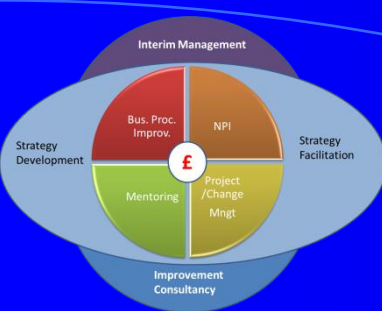 Interim Management
Bus. Proc.
Improv.
NPI
Strategy
Development
£
Strategy
Facilitation
Mentoring
Project
/Change
Mngt
Improvement
Consultancy